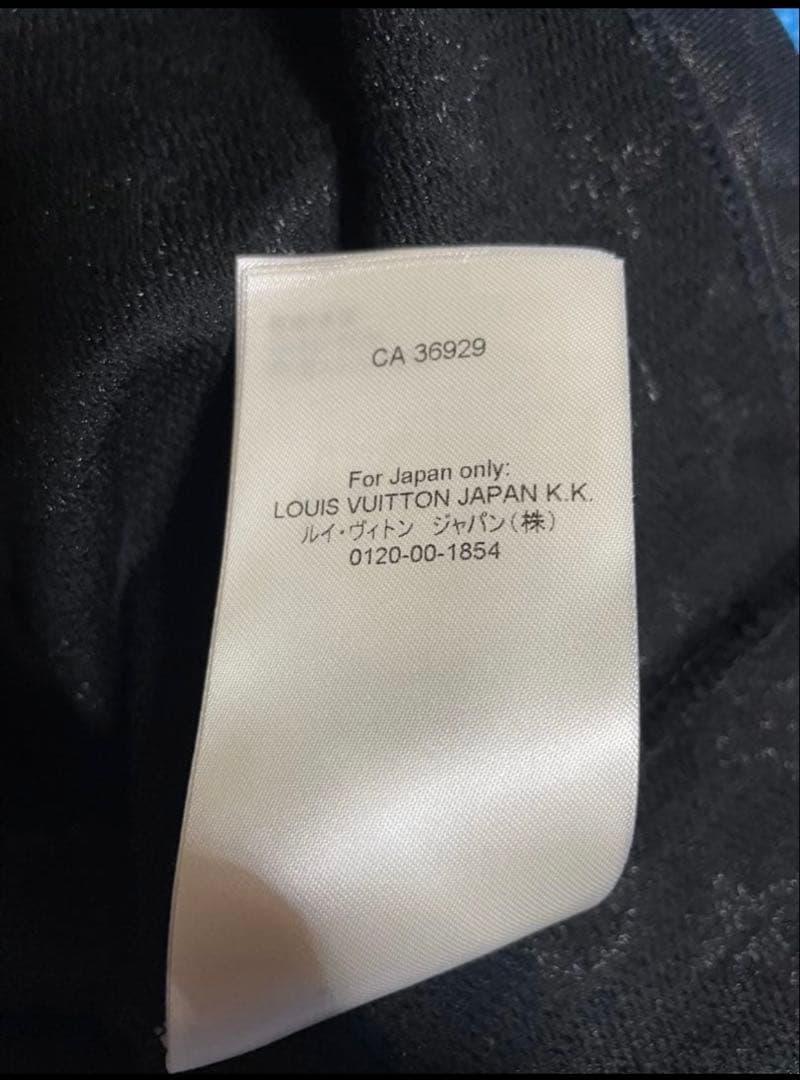 CA 36929
For Japan only:
LOUIS VUITTON JAPAN K.K.
ルイ・ヴィトン ジャパン(株)
0120-00-1854